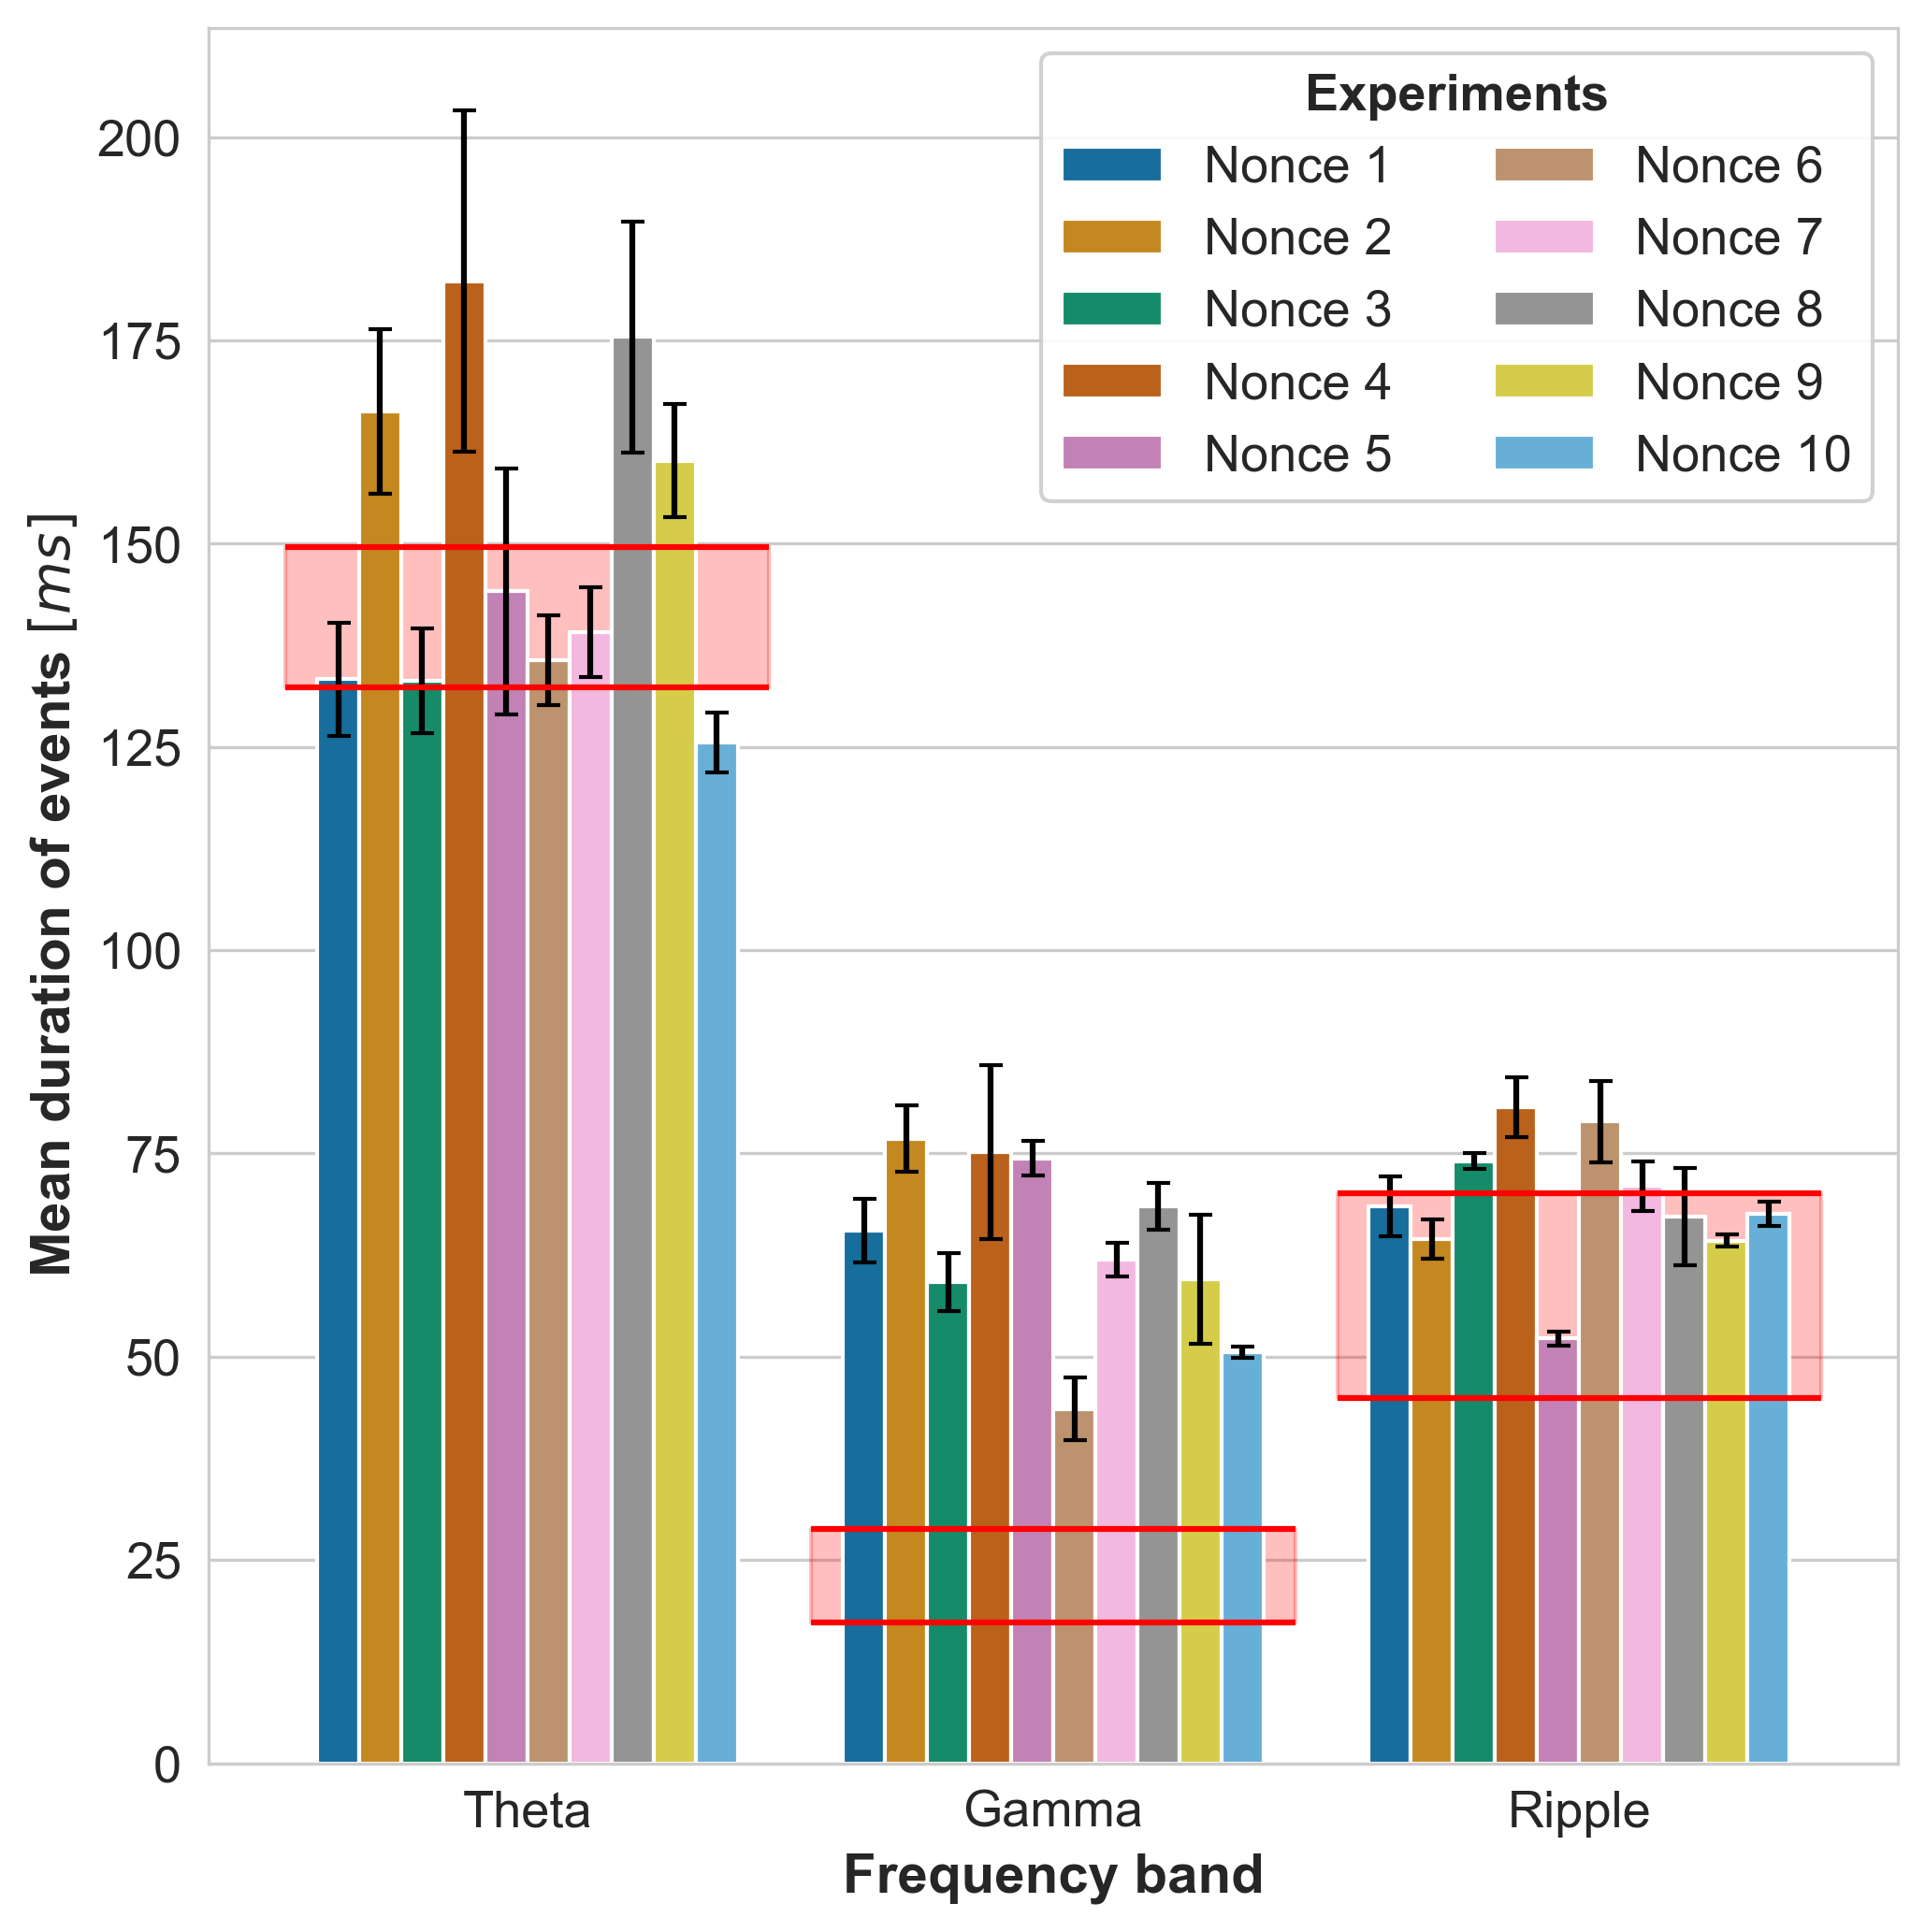 Mean duration of events [ms]
200
175
150
125
100
75
50
25
0
Experiments
Nonce 1
Nonce 2
Nonce 3
Nonce 4
Nonce 5
Nonce 6
Nonce 7
Nonce 8
Nonce 9
Nonce 10
Theta
Gamma
Ripple
Frequency band